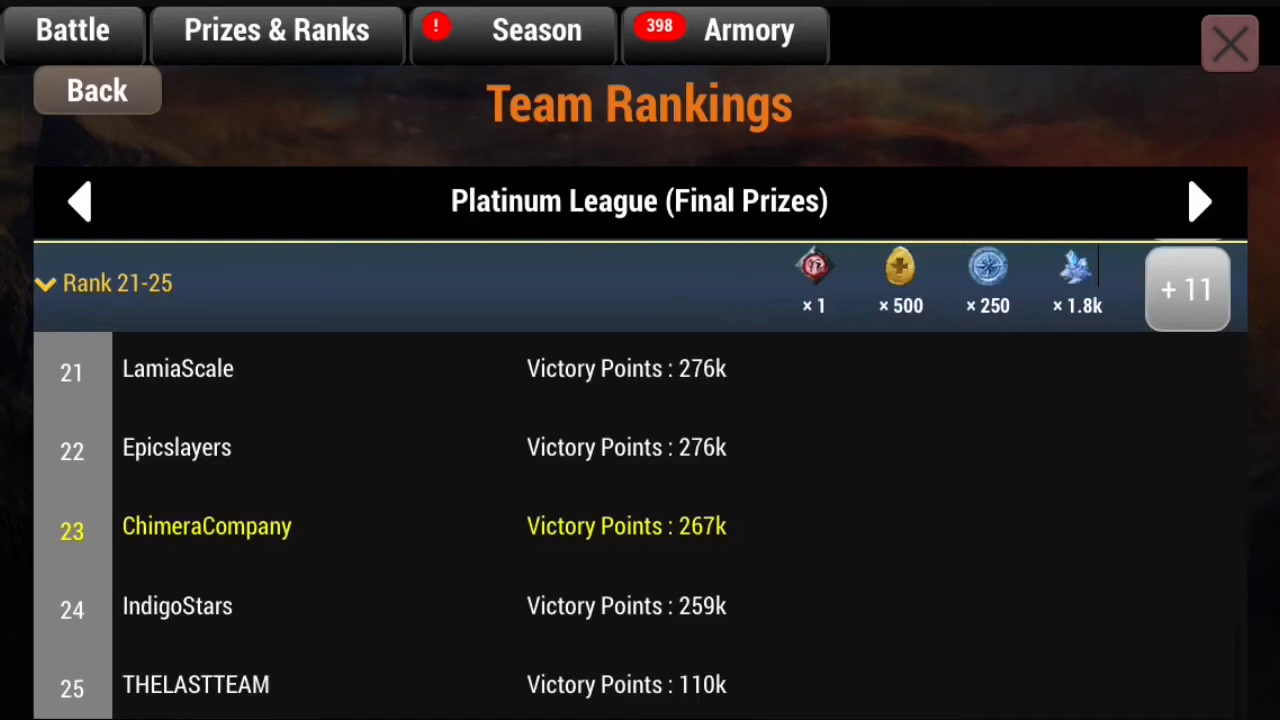 Battle
Prizes & Ranks
!
Season
398
Armory
Back
Team Rankings
Platinum League (Final Prizes)
Rank 21-25
× 1
× 500
× 250
× 1.8k
+ 11
21 LamiaScale Victory Points : 276k
22 Epicslayers Victory Points : 276k
23 ChimeraCompany Victory Points : 267k
24 IndigoStars Victory Points : 259k
25 THELASTTEAM Victory Points : 110k